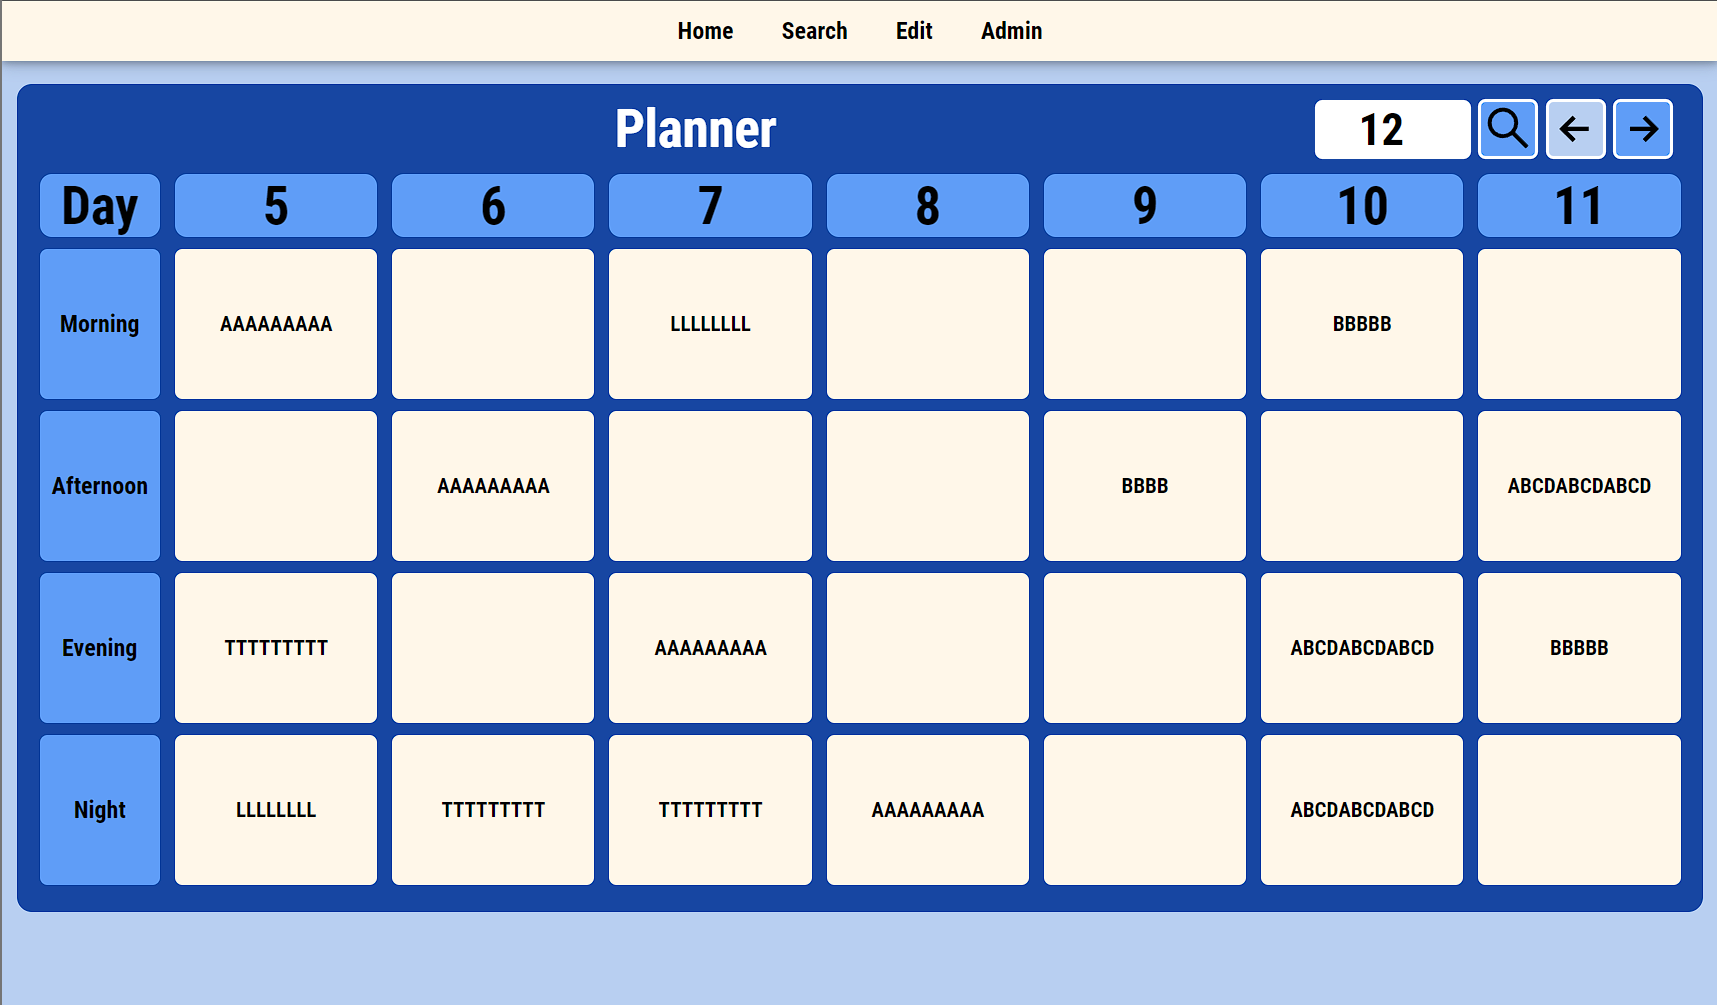 Home Search Edit Admin
Planner 12
Day 5 6 7 8 9 10 11
Morning AAAAAAAAA LLLLLLLL BBBBB
Afternoon AAAAAAAAA BBBB ABCDABCDABCD
Evening TTTTTTTTT AAAAAAAAA ABCDABCDABCD BBBBB
Night LLLLLLLL TTTTTTTTT TTTTTTTTT AAAAAAAAA ABCDABCDABCD